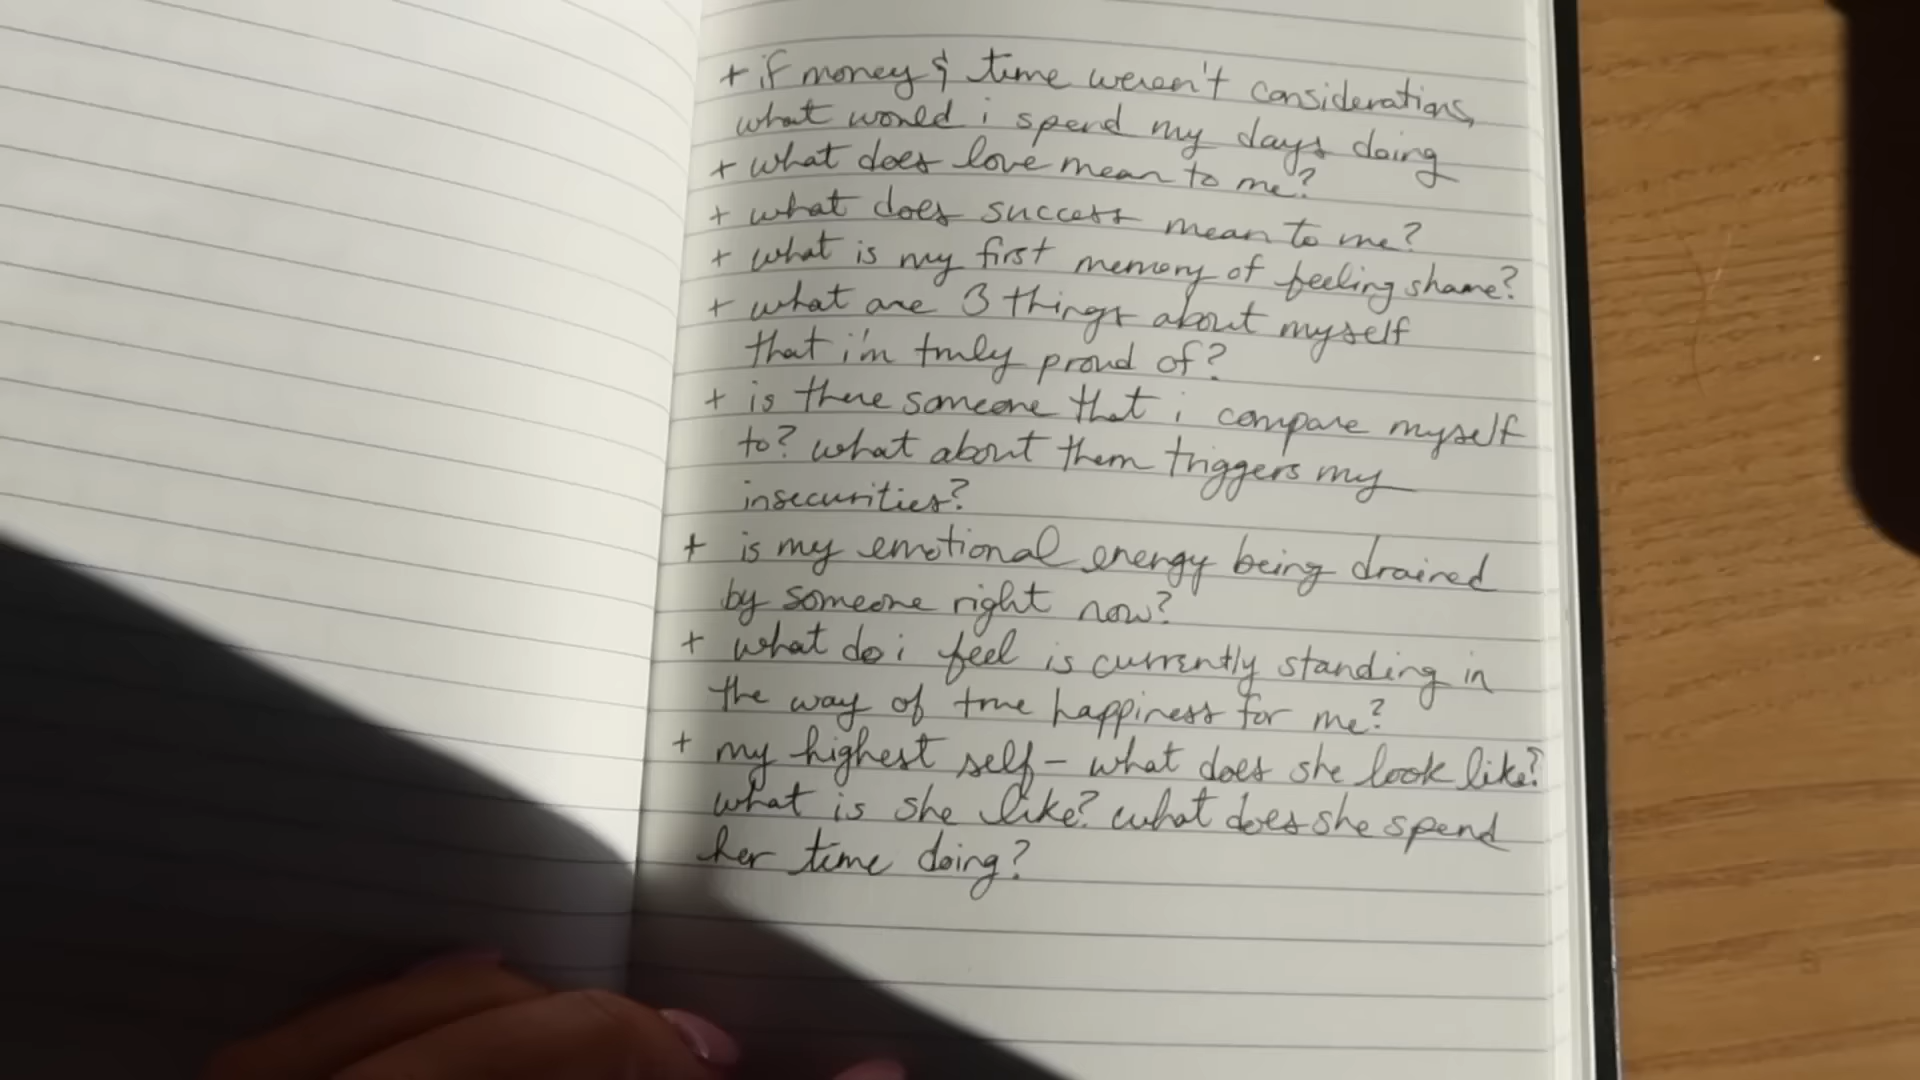 + if money & time weren't considerations,
what would i spend my days doing
+ what does love mean to me?
+ what does success mean to me?
+ what is my first memory of feeling shame?
+ what are 3 things about myself
that i'm truly proud of?
+ is there someone that i compare myself
to? what about them triggers my
insecurities?
+ is my emotional energy being drained
by someone right now?
+ what do i feel is currently standing in
the way of true happiness for me?
+ my highest self - what does she look like?
what is she like? what does she spend
her time doing?